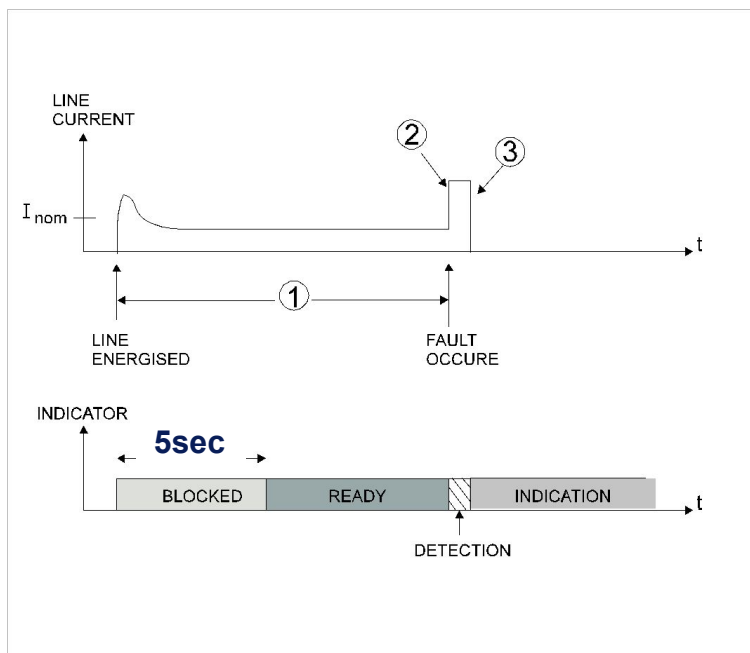 LINE
CURRENT
2
3
I nom
t
1
LINE
ENERGISED
FAULT
OCCURE
INDICATOR
5sec
BLOCKED
READY
INDICATION
t
DETECTION